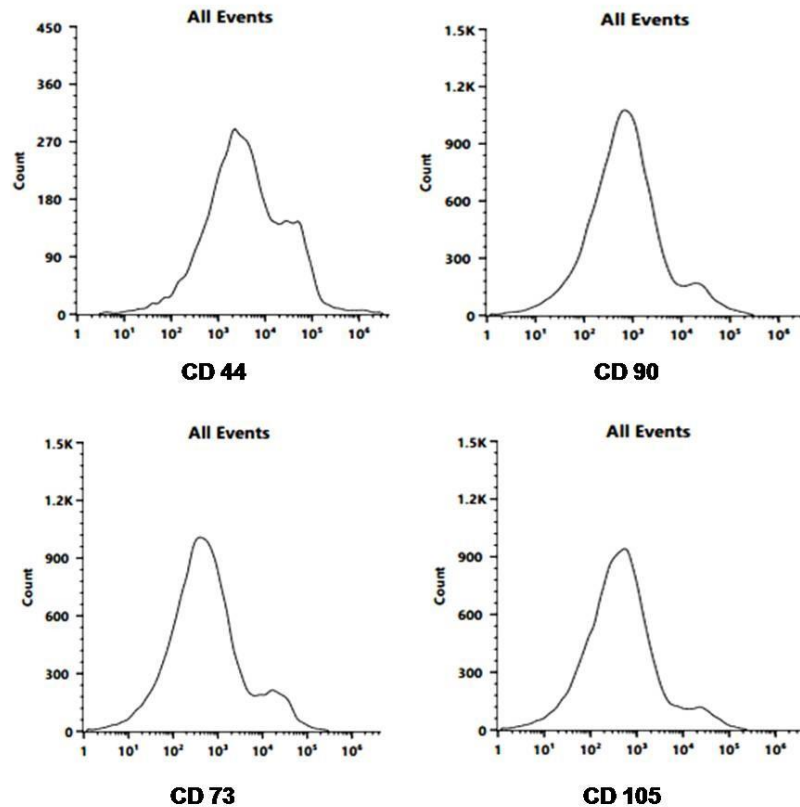 All Events
450
360
270
180
90
0
Count
1 10¹ 10² 10³ 10⁴ 10⁵ 10⁶
CD 44
All Events
1.5K
1.2K
900
600
300
0
Count
1 10¹ 10² 10³ 10⁴ 10⁵ 10⁶
CD 90
All Events
1.5K
1.2K
900
600
300
0
Count
1 10¹ 10² 10³ 10⁴ 10⁵ 10⁶
CD 73
All Events
1.5K
1.2K
900
600
300
0
Count
1 10¹ 10² 10³ 10⁴ 10⁵ 10⁶
CD 105